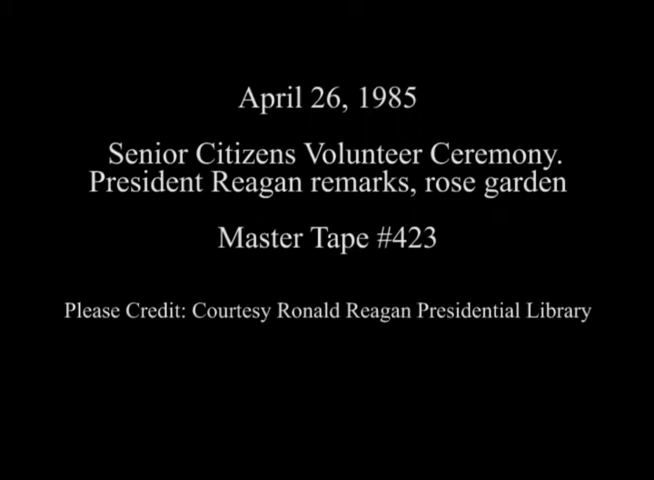 April 26, 1985
Senior Citizens Volunteer Ceremony.
President Reagan remarks, rose garden
Master Tape #423
Please Credit: Courtesy Ronald Reagan Presidential Library